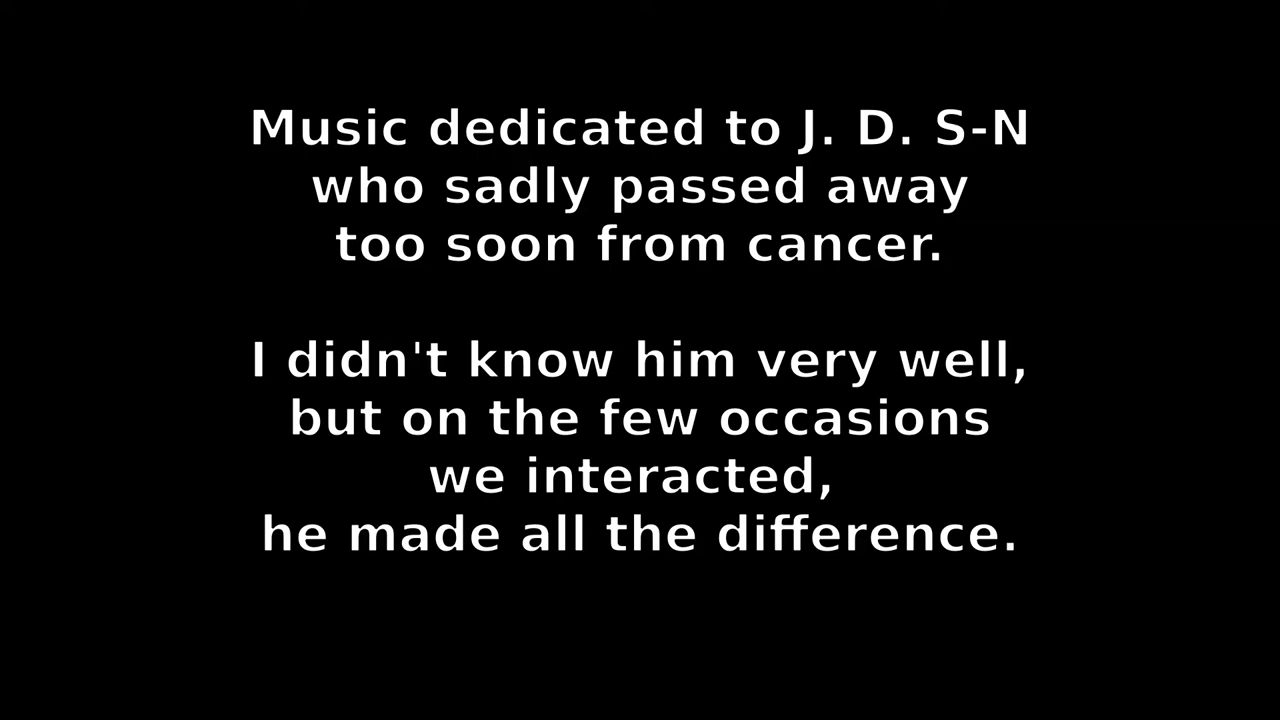 Music dedicated to J. D. S-N
who sadly passed away
too soon from cancer.
I didn't know him very well,
but on the few occasions
we interacted,
he made all the difference.